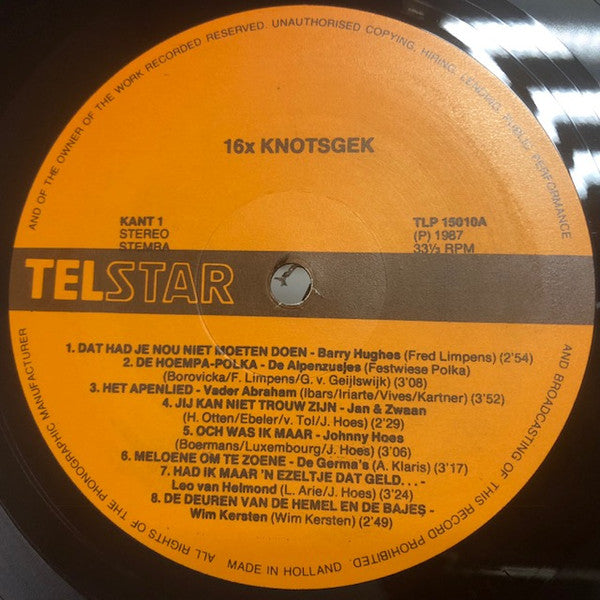 AND OF THE OWNER OF THE WORK RECORDED RESERVED. UNAUTHORISED COPYING, HIRING, LENDING, PUBLIC PERFORMANCE
16x KNOTSGEK
KANT 1
STEREO
STEMRA
TLP 15010A
(P) 1987
33⅓ RPM
TELSTAR
1. DAT HAD JE NOU NIET MOETEN DOEN - Barry Hughes (Fred Limpens) (2'54)
2. DE HOEMPA-POLKA - De Alpenzusjes (Festwiese Polka)
(Borovicka/F. Limpens/G. v. Geijlswijk) (3'08)
3. HET APENLIED - Vader Abraham (Ibars/Iriarte/Vives/Kartner) (3'52)
4. JIJ KAN NIET TROUW ZIJN - Jan & Zwaan
(H. Otten/Ebeler/v. Tol/J. Hoes) (2'29)
5. OCH WAS IK MAAR - Johnny Hoes
(Boermans/Luxembourg/J. Hoes) (3'06)
6. MELOENE OM TE ZOENE - De Germa's (A. Klaris) (3'17)
7. HAD IK MAAR 'N EZELTJE DAT GELD. . . -
Leo van Helmond (L. Arie/J. Hoes) (3'24)
8. DE DEUREN VAN DE HEMEL EN DE BAJES -
Wim Kersten (Wim Kersten) (2'49)
AND BROADCASTING OF THIS RECORD PROHIBITED.
ALL RIGHTS OF THE PHONOGRAPHIC MANUFACTURER
MADE IN HOLLAND